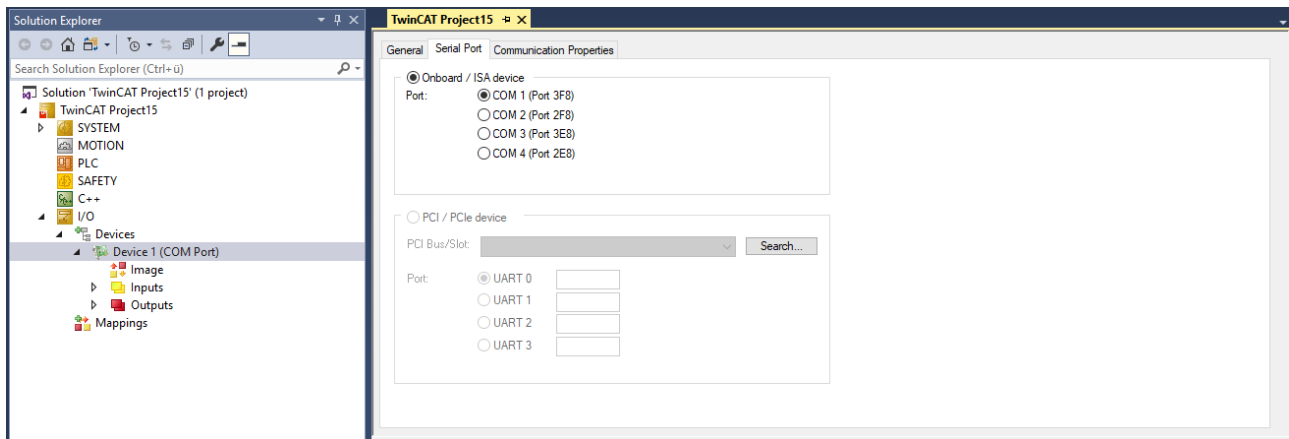 Solution Explorer
Search Solution Explorer (Ctrl+ü)
Solution 'TwinCAT Project15' (1 project)
TwinCAT Project15
SYSTEM
MOTION
PLC
SAFETY
C++
I/O
Devices
Device 1 (COM Port)
Image
Inputs
Outputs
Mappings
TwinCAT Project15
General Serial Port Communication Properties
Onboard / ISA device
Port: COM 1 (Port 3F8)
COM 2 (Port 2F8)
COM 3 (Port 3E8)
COM 4 (Port 2E8)
PCI / PCIe device
PCI Bus/Slot: Search...
Port: UART 0
UART 1
UART 2
UART 3